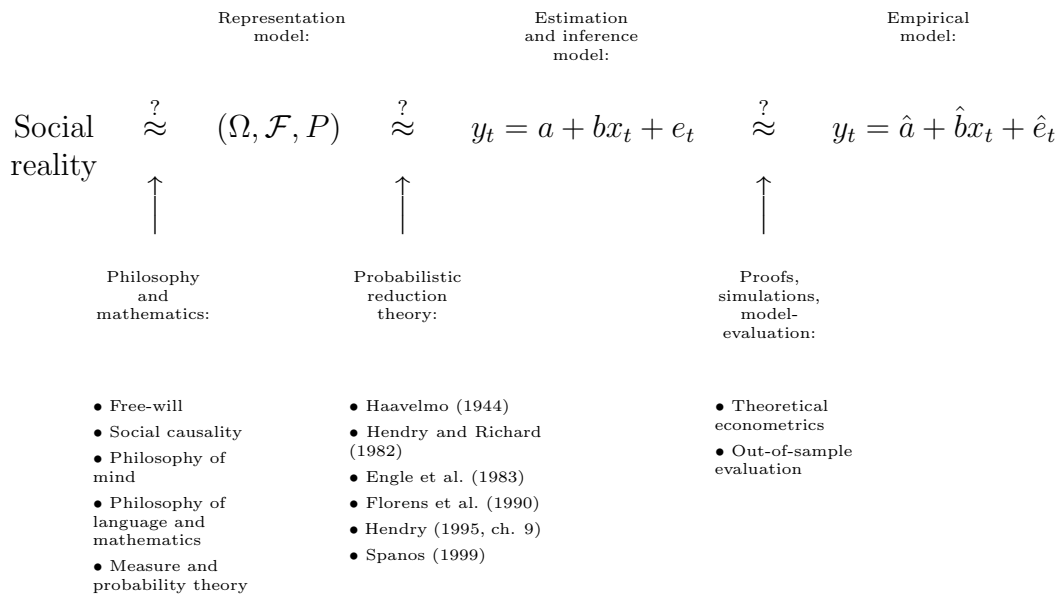 Representation
model:
Estimation
and inference
model:
Empirical
model:
Social
reality
?
≈
(Ω, ℱ, P)
?
≈
y_t = a + bx_t + e_t
?
≈
y_t = â + b̂x_t + ê_t
Philosophy
and
mathematics:
Probabilistic
reduction
theory:
Proofs,
simulations,
model-
evaluation:
• Free-will
• Social causality
• Philosophy of
mind
• Philosophy of
language and
mathematics
• Measure and
probability theory
• Haavelmo (1944)
• Hendry and Richard
(1982)
• Engle et al. (1983)
• Florens et al. (1990)
• Hendry (1995, ch. 9)
• Spanos (1999)
• Theoretical
econometrics
• Out-of-sample
evaluation